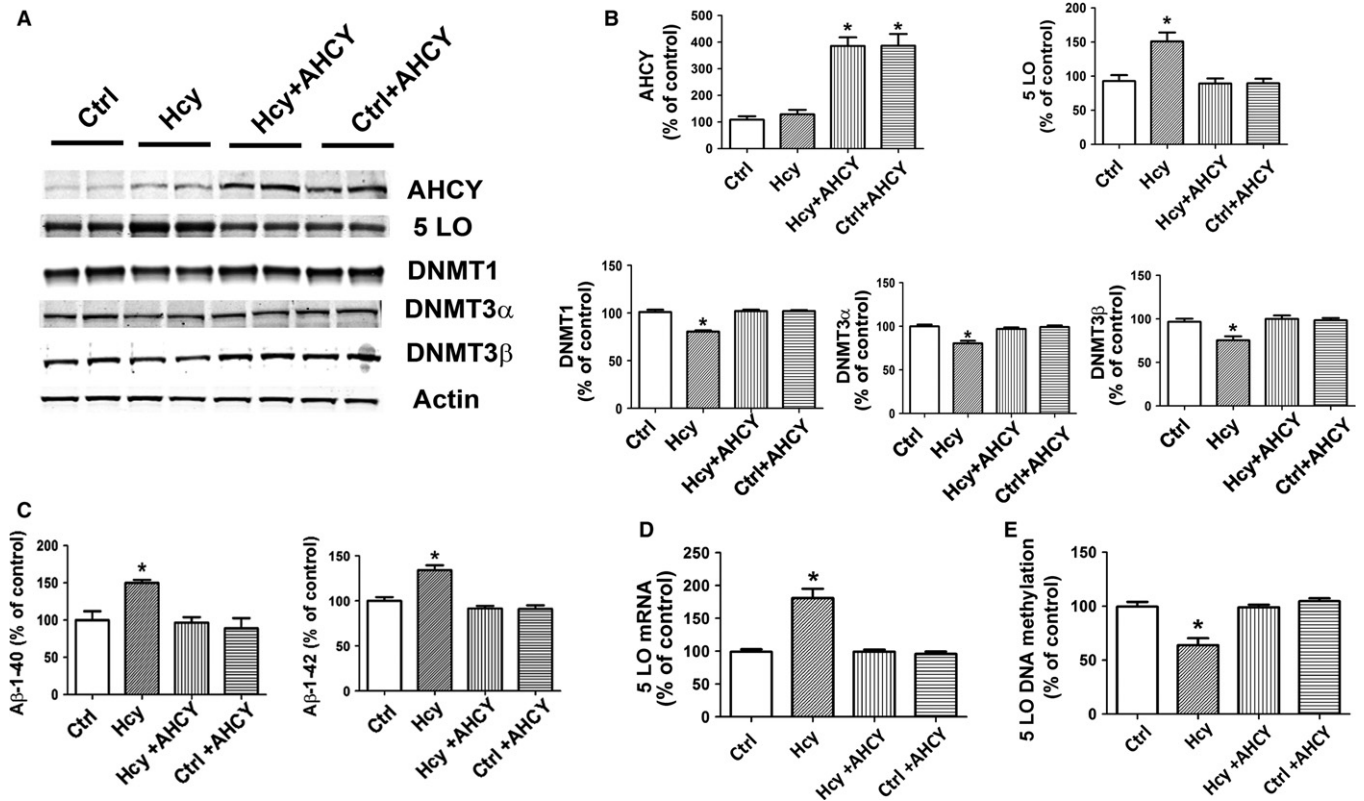 A
Ctrl
Hcy
Hcy+AHCY
Ctrl+AHCY
AHCY
5 LO
DNMT1
DNMT3α
DNMT3β
Actin
B
AHCY
(% of control)
500
400
300
200
100
0
*
*
Ctrl
Hcy
Hcy+AHCY
Ctrl+AHCY
5 LO
(% of control)
200
150
100
50
0
*
Ctrl
Hcy
Hcy+AHCY
Ctrl+AHCY
DNMT1
(% of control)
150
100
50
0
*
Ctrl
Hcy
Hcy+AHCY
Ctrl+AHCY
DNMT3α
(% of control)
150
100
50
0
*
Ctrl
Hcy
Hcy+AHCY
Ctrl+AHCY
DNMT3β
(% of control)
150
100
50
0
*
Ctrl
Hcy
Hcy+AHCY
Ctrl+AHCY
C
Aβ-1-40 (% of control)
200
150
100
50
0
*
Ctrl
Hcy
Hcy +AHCY
Ctrl +AHCY
Aβ-1-42 (% of control)
150
100
50
0
*
Ctrl
Hcy
Hcy +AHCY
Ctrl +AHCY
D
5 LO mRNA
(% of control)
250
200
150
100
50
0
*
Ctrl
Hcy
Hcy +AHCY
Ctrl +AHCY
E
5 LO DNA methylation
(% of control)
150
100
50
0
*
Ctrl
Hcy
Hcy +AHCY
Ctrl +AHCY